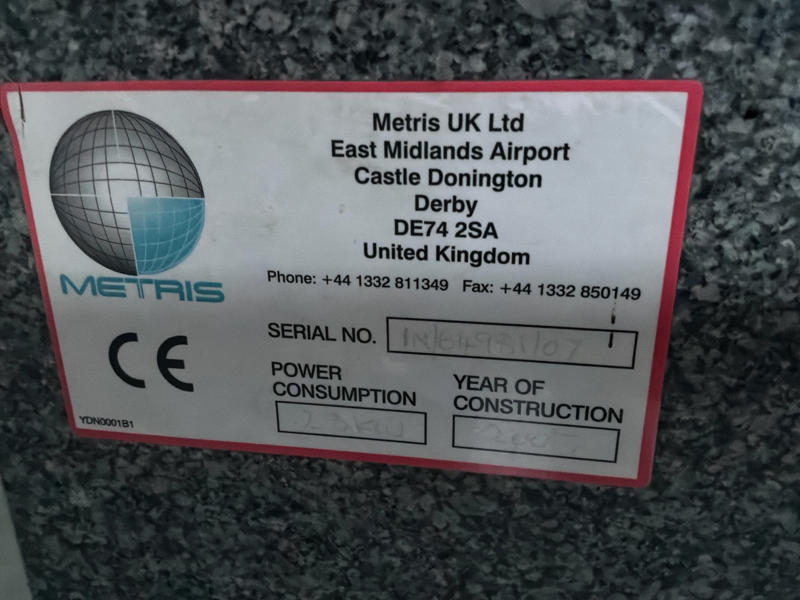 Metris UK Ltd
East Midlands Airport
Castle Donington
Derby
DE74 2SA
United Kingdom
Phone: +44 1332 811349 Fax: +44 1332 850149
METRIS
SERIAL NO.
CE
POWER
CONSUMPTION
YEAR OF
CONSTRUCTION
YDN0001B1